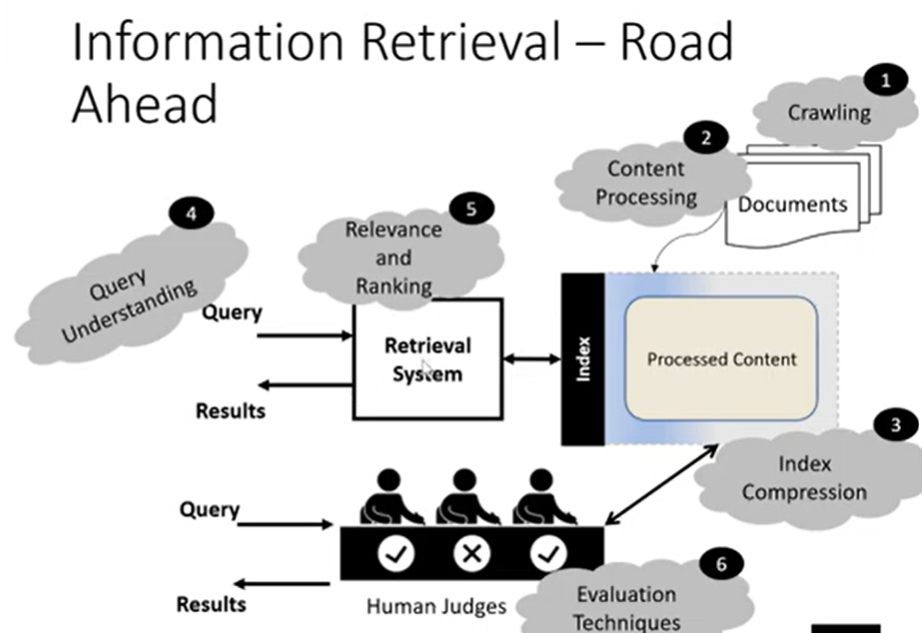 Information Retrieval – Road
Ahead
1
Crawling
2
Content
Processing
Documents
4
Query
Understanding
5
Relevance
and
Ranking
Query
Retrieval
System
Results
Index
Processed Content
3
Index
Compression
Query
Results
Human Judges
6
Evaluation
Techniques